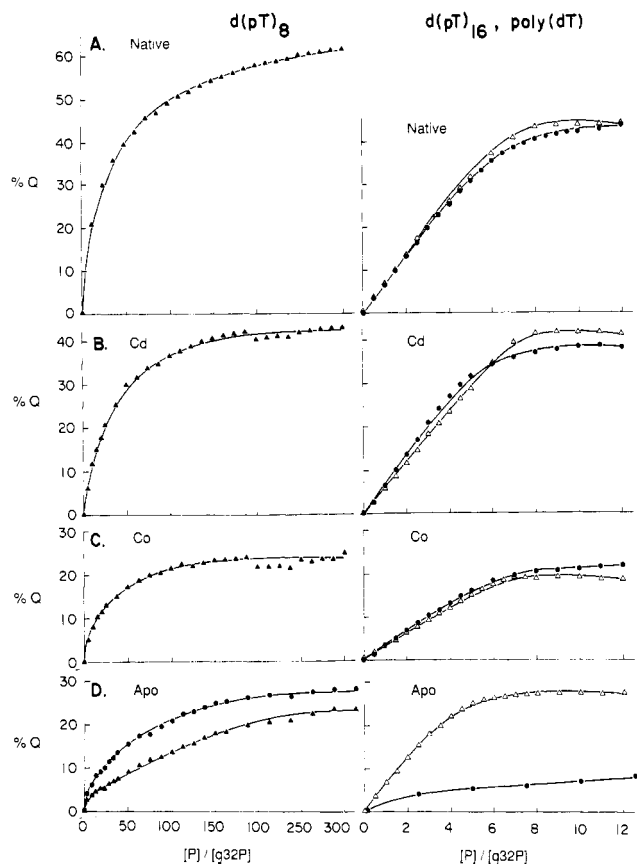 d(pT)8
d(pT)16 , poly(dT)
A. Native
60
50
40
% Q
30
20
10
0
Native
B. Cd
40
30
% Q
20
10
0
Cd
C. Co
30
20
% Q
10
0
Co
D. Apo
30
20
% Q
10
0
0 50 100 150 200 250 300
[P] / [g32P]
Apo
0 2 4 6 8 10 12
[P] / [g32P]